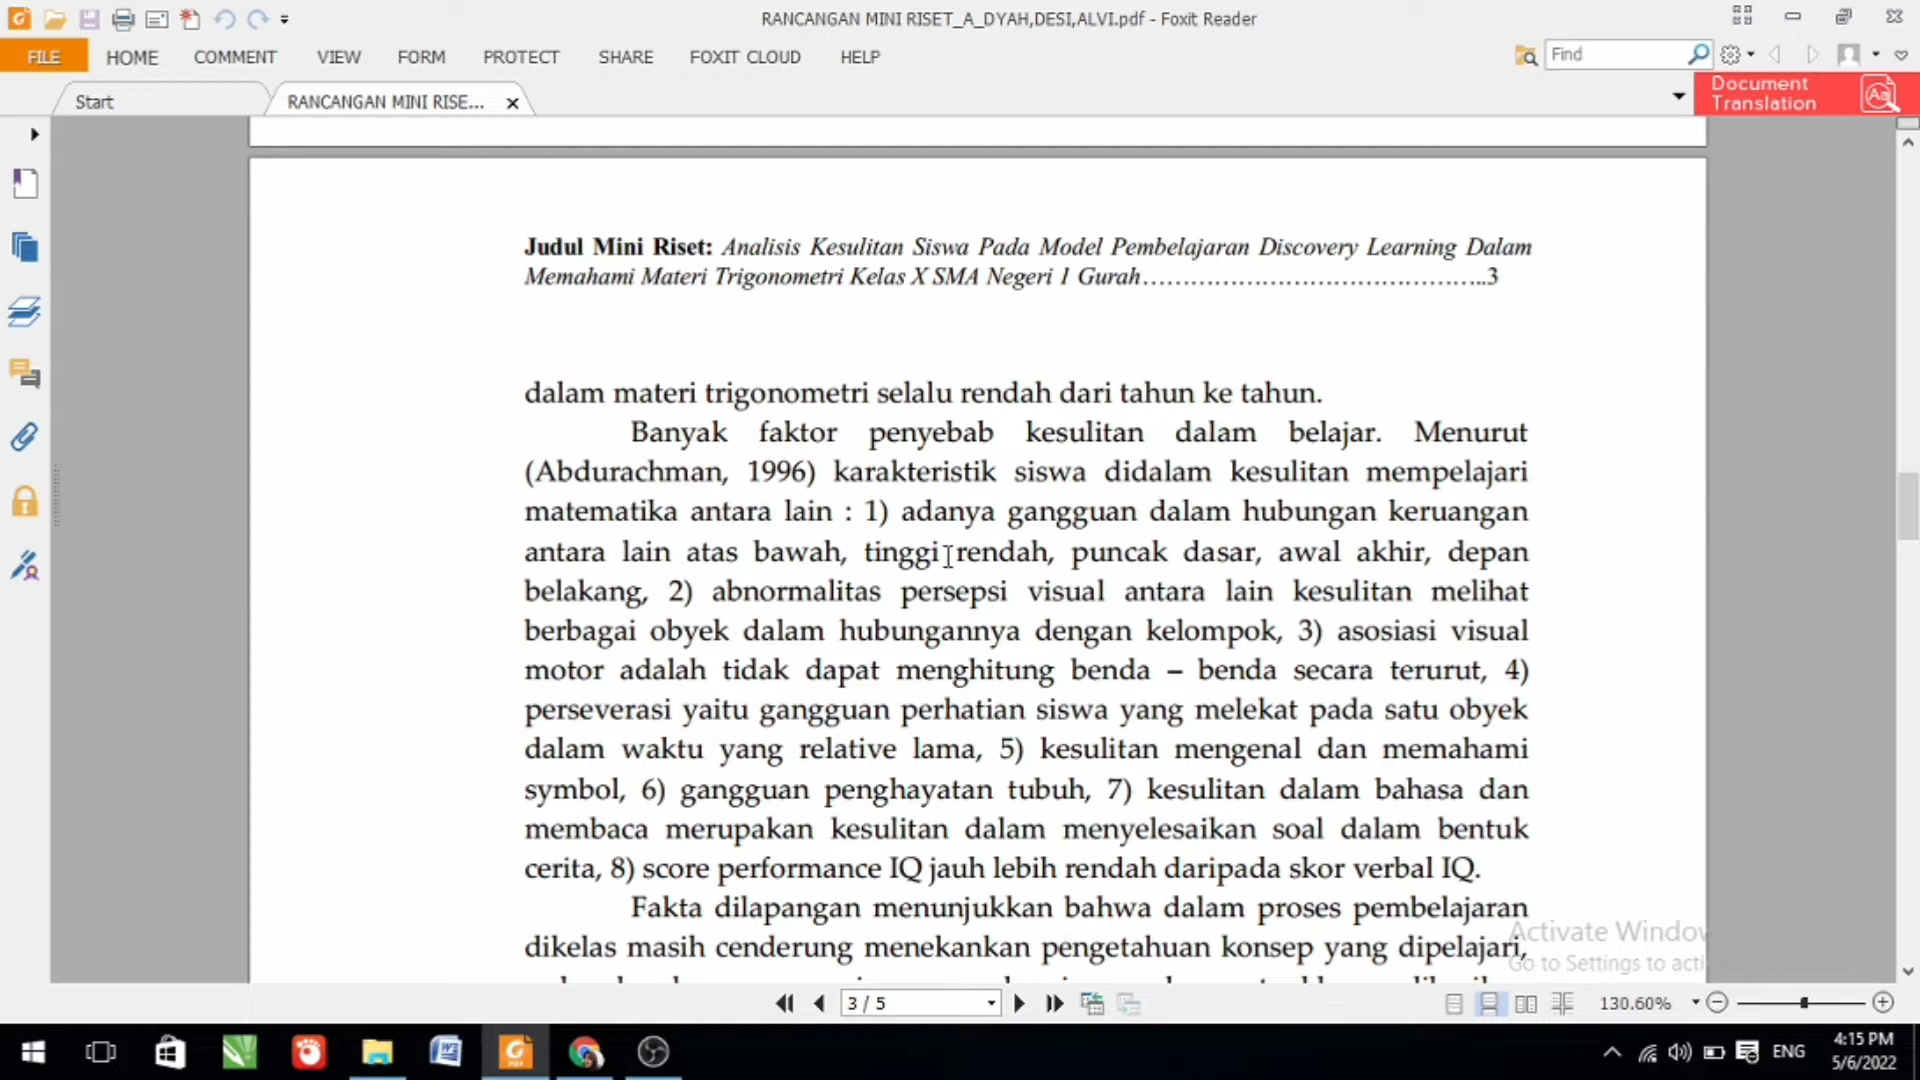 RANCANGAN MINI RISET_A_DYAH,DESI,ALVI.pdf - Foxit Reader
FILE HOME COMMENT VIEW FORM PROTECT SHARE FOXIT CLOUD HELP Find
Start RANCANGAN MINI RISE... Document
Translation
Judul Mini Riset: Analisis Kesulitan Siswa Pada Model Pembelajaran Discovery Learning Dalam
Memahami Materi Trigonometri Kelas X SMA Negeri 1 Gurah……………………………………..3
dalam materi trigonometri selalu rendah dari tahun ke tahun.
Banyak faktor penyebab kesulitan dalam belajar. Menurut
(Abdurachman, 1996) karakteristik siswa didalam kesulitan mempelajari
matematika antara lain : 1) adanya gangguan dalam hubungan keruangan
antara lain atas bawah, tinggi rendah, puncak dasar, awal akhir, depan
belakang, 2) abnormalitas persepsi visual antara lain kesulitan melihat
berbagai obyek dalam hubungannya dengan kelompok, 3) asosiasi visual
motor adalah tidak dapat menghitung benda – benda secara terurut, 4)
perseverasi yaitu gangguan perhatian siswa yang melekat pada satu obyek
dalam waktu yang relative lama, 5) kesulitan mengenal dan memahami
symbol, 6) gangguan penghayatan tubuh, 7) kesulitan dalam bahasa dan
membaca merupakan kesulitan dalam menyelesaikan soal dalam bentuk
cerita, 8) score performance IQ jauh lebih rendah daripada skor verbal IQ.
Fakta dilapangan menunjukkan bahwa dalam proses pembelajaran
dikelas masih cenderung menekankan pengetahuan konsep yang dipelajari,
Activate Window
Go to Settings to acti
3 / 5 130.60%
ENG 4:15 PM
5/6/2022